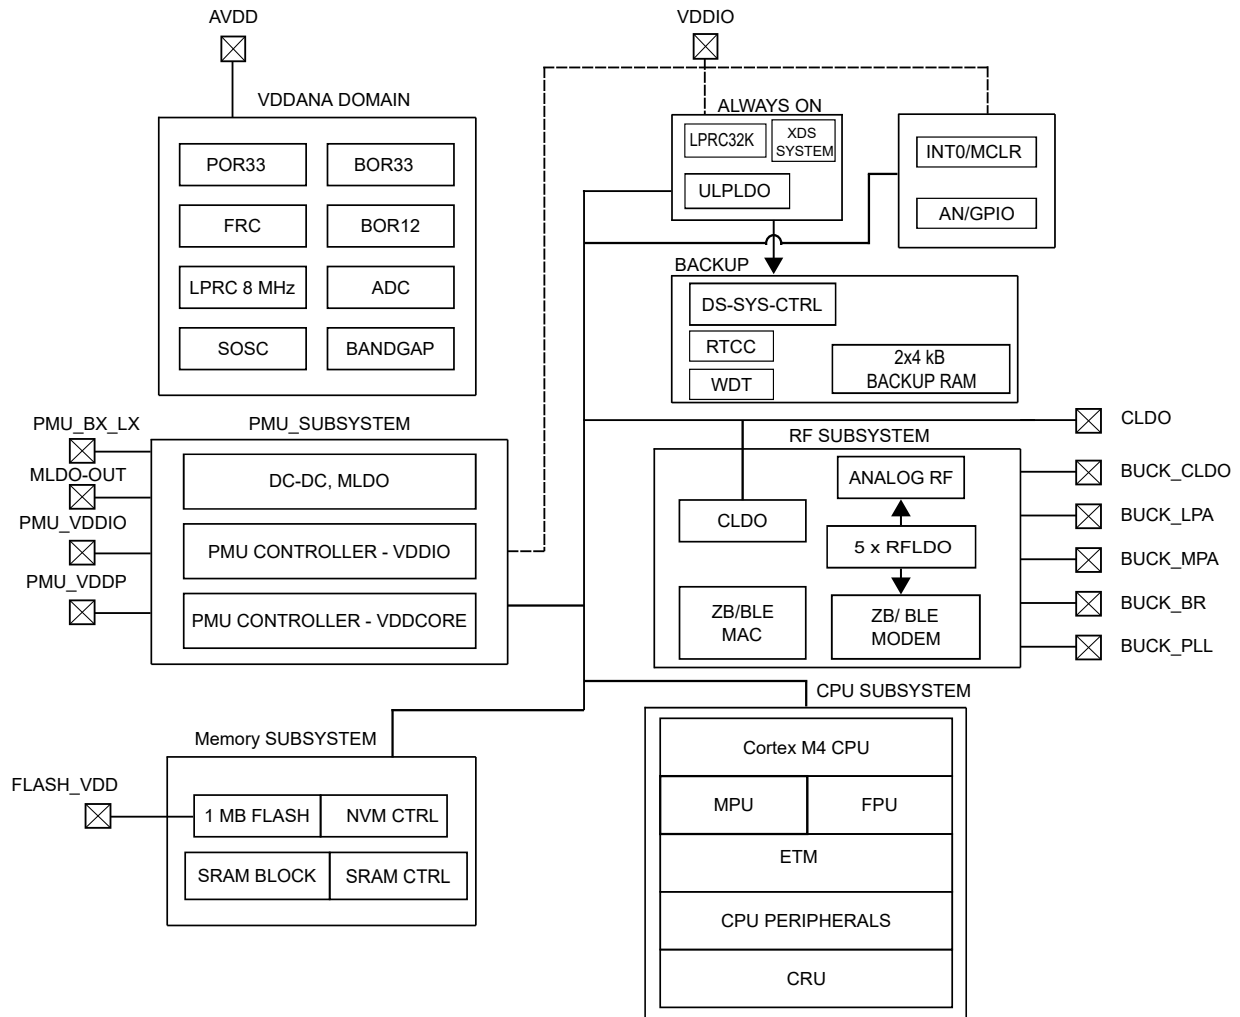 AVDD
VDDIO
VDDANA DOMAIN
POR33
BOR33
FRC
BOR12
LPRC 8 MHz
ADC
SOSC
BANDGAP
ALWAYS ON
LPRC32K
XDS
SYSTEM
ULPLDO
INT0/MCLR
AN/GPIO
BACKUP
DS-SYS-CTRL
RTCC
WDT
2x4 kB
BACKUP RAM
PMU_BX_LX
MLDO-OUT
PMU_VDDIO
PMU_VDDP
PMU_SUBSYSTEM
DC-DC, MLDO
PMU CONTROLLER - VDDIO
PMU CONTROLLER - VDDCORE
RF SUBSYSTEM
CLDO
ANALOG RF
5 x RFLDO
ZB/BLE
MAC
ZB/ BLE
MODEM
CLDO
BUCK_CLDO
BUCK_LPA
BUCK_MPA
BUCK_BR
BUCK_PLL
Memory SUBSYSTEM
FLASH_VDD
1 MB FLASH
NVM CTRL
SRAM BLOCK
SRAM CTRL
CPU SUBSYSTEM
Cortex M4 CPU
MPU
FPU
ETM
CPU PERIPHERALS
CRU